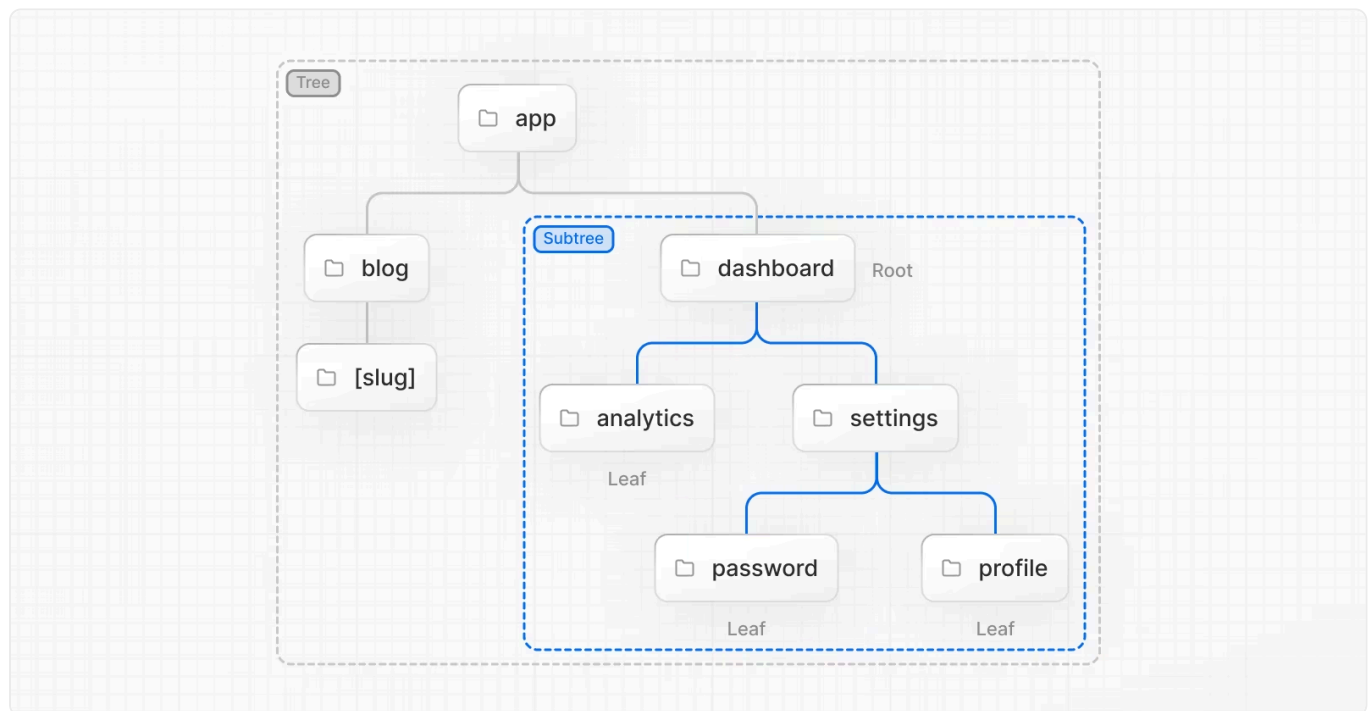 Tree
app
Subtree
blog
dashboard
Root
[slug]
analytics
settings
Leaf
password
profile
Leaf
Leaf